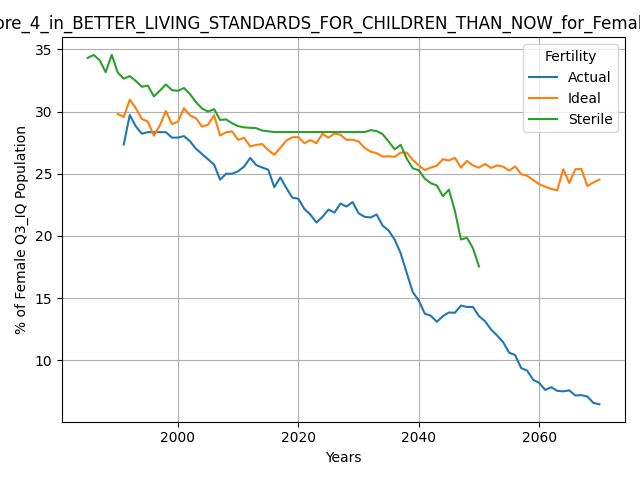 ore_4_in_BETTER_LIVING_STANDARDS_FOR_CHILDREN_THAN_NOW_for_Femal
35
30
25
20
15
10
2000
2020
2040
2060
Years
% of Female Q3_IQ Population
Fertility
Actual
Ideal
Sterile